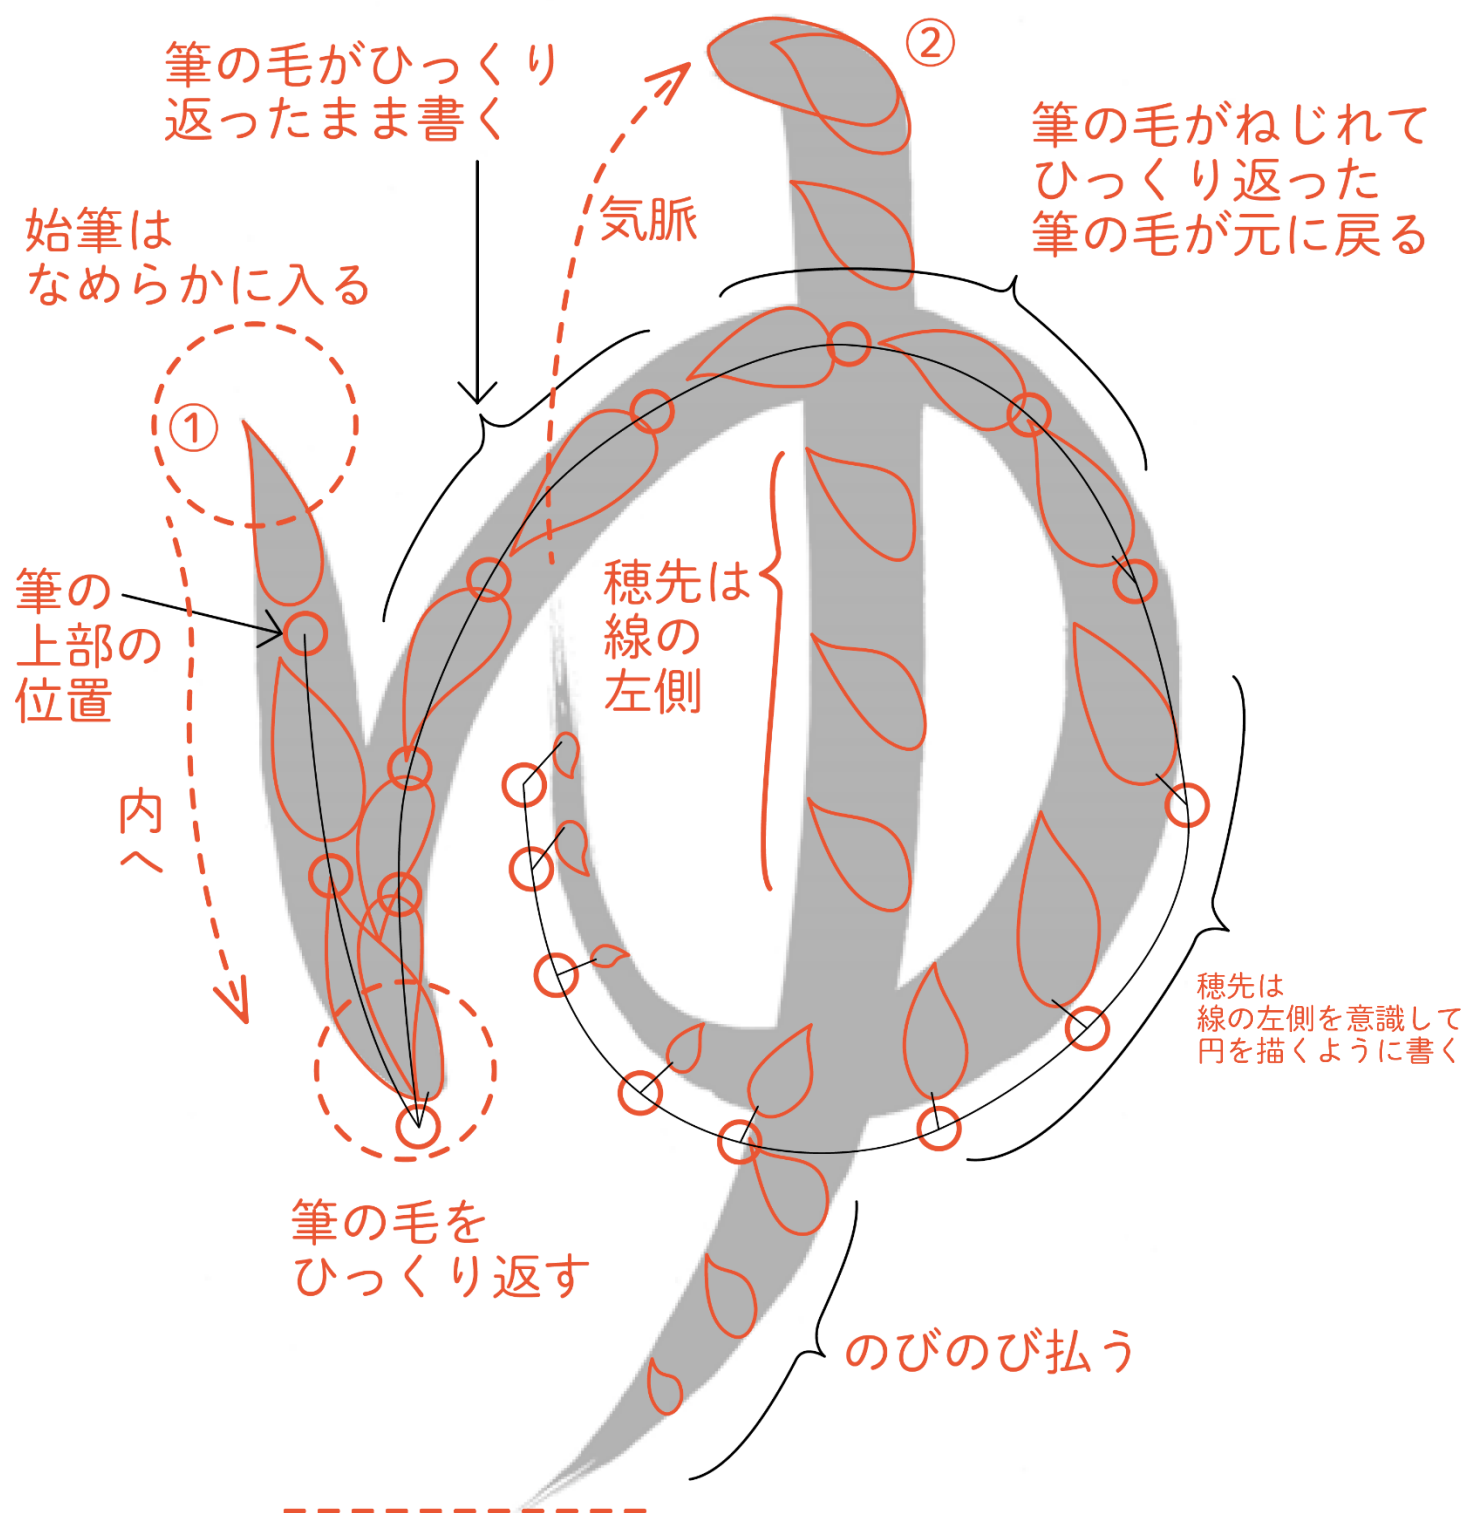 筆の毛がひっくり
返ったまま書く
②
筆の毛がねじれて
ひっくり返った
筆の毛が元に戻る
始筆は
なめらかに入る
気脈
①
筆の
上部の
位置
穂先は
線の
左側
内
へ
穂先は
線の左側を意識して
円を描くように書く
筆の毛を
ひっくり返す
のびのび払う